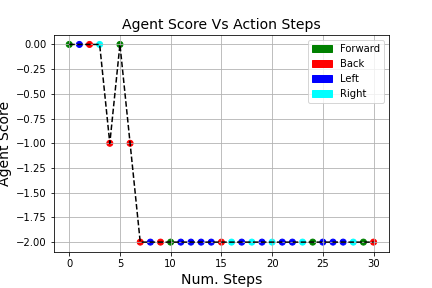 Agent Score Vs Action Steps
0.00
−0.25
−0.50
−0.75
−1.00
−1.25
−1.50
−1.75
−2.00
Agent Score
Forward
Back
Left
Right
0 5 10 15 20 25 30
Num. Steps